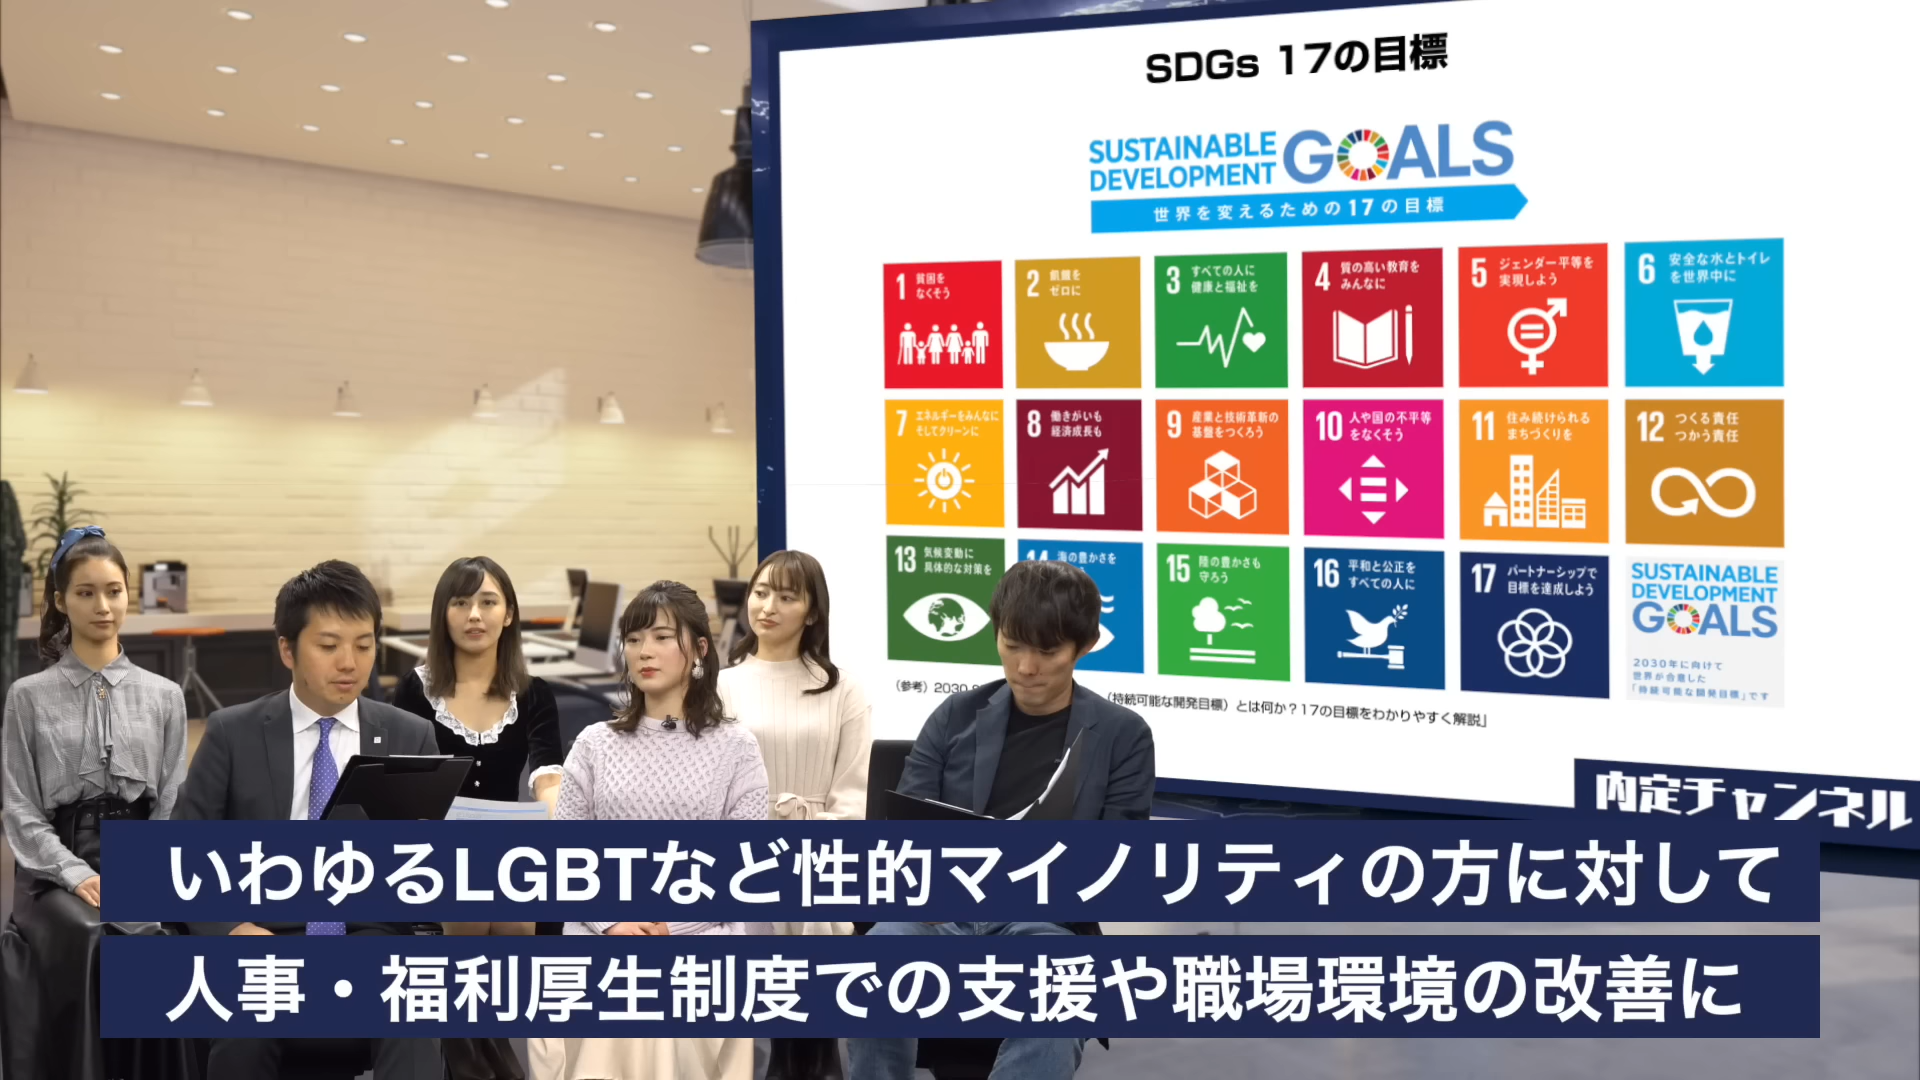 SDGs 17の目標
SUSTAINABLE
DEVELOPMENT
GOALS
世界を変えるための17の目標
1 貧困を
なくそう
2 飢餓を
ゼロに
3 すべての人に
健康と福祉を
4 質の高い教育を
みんなに
5 ジェンダー平等を
実現しよう
6 安全な水とトイレ
を世界中に
7 エネルギーをみんなに
そしてクリーンに
8 働きがいも
経済成長も
9 産業と技術革新の
基盤をつくろう
10 人や国の不平等
をなくそう
11 住み続けられる
まちづくりを
12 つくる責任
つかう責任
13 気候変動に
具体的な対策を
14 海の豊かさを
15 陸の豊かさも
守ろう
16 平和と公正を
すべての人に
17 パートナーシップで
目標を達成しよう
SUSTAINABLE
DEVELOPMENT
GOALS
2030年に向けて
世界が合意した
「持続可能な開発目標」です
（参考）2030
（持続可能な開発目標）とは何か？17の目標をわかりやすく解説」
内定チャンネル
いわゆるLGBTなど性的マイノリティの方に対して
人事・福利厚生制度での支援や職場環境の改善に